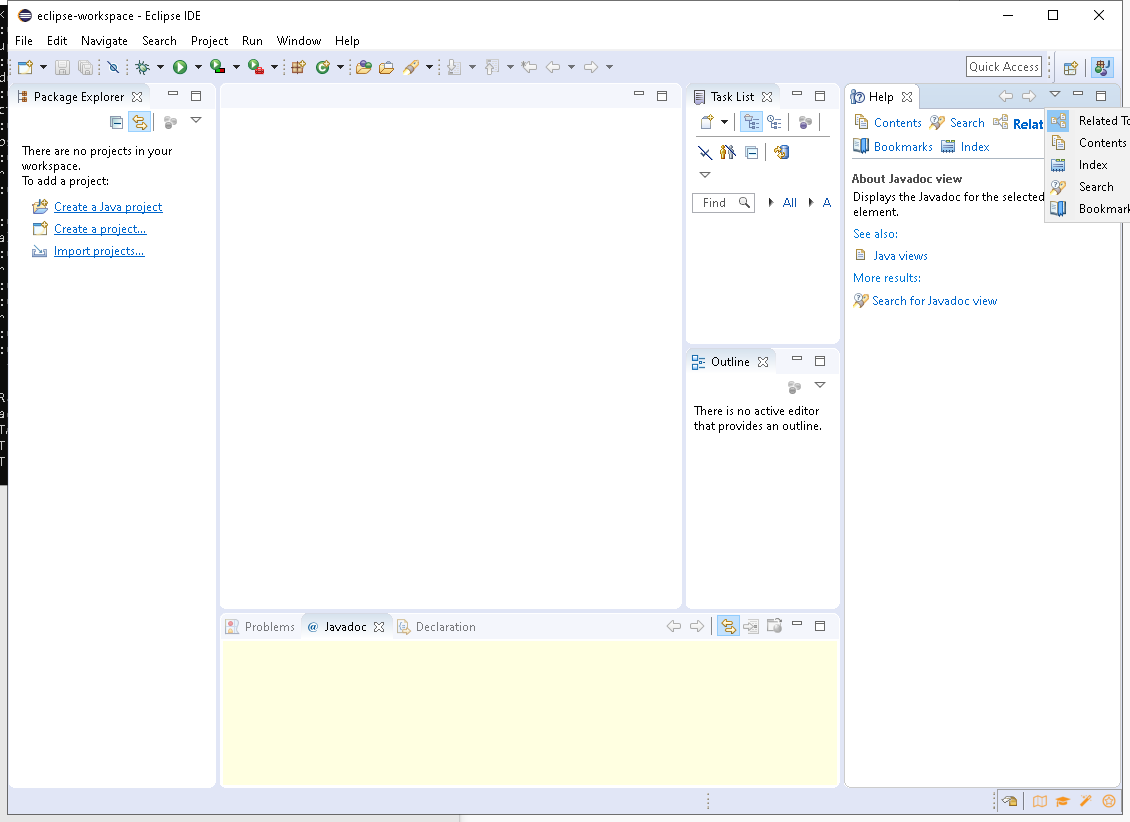 eclipse-workspace - Eclipse IDE
File Edit Navigate Search Project Run Window Help
Quick Access
Package Explorer
There are no projects in your
workspace.
To add a project:
Create a Java project
Create a project...
Import projects...
Task List
Find All A
Outline
There is no active editor
that provides an outline.
Help
Contents Search Relat
Bookmarks Index
About Javadoc view
Displays the Javadoc for the selected
element.
See also:
Java views
More results:
Search for Javadoc view
Related To
Contents
Index
Search
Bookmark
Problems @ Javadoc Declaration